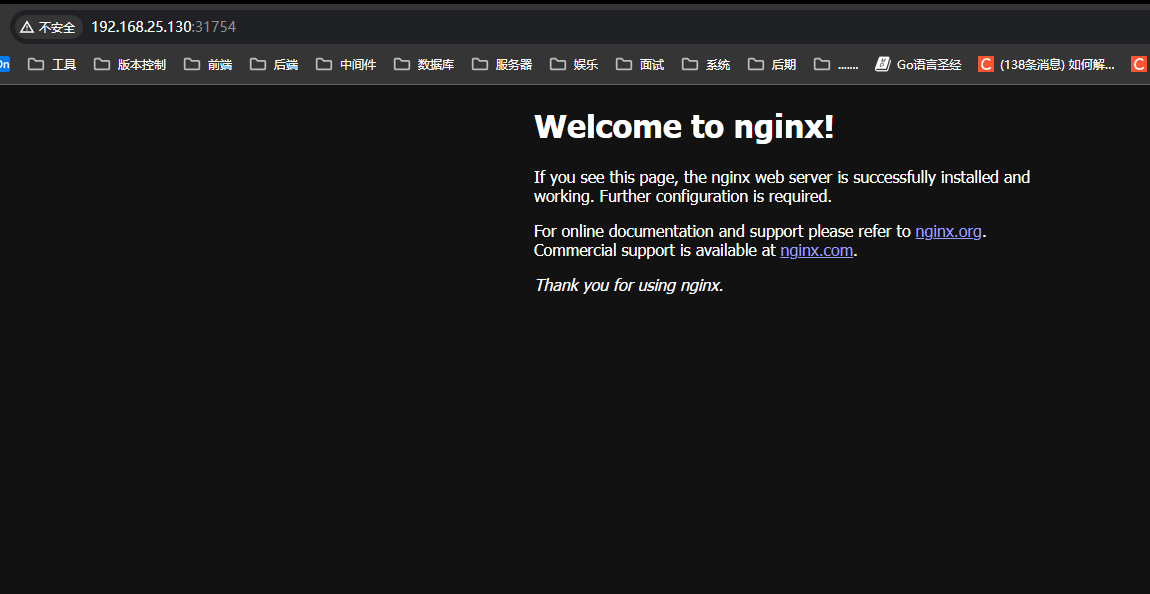 不安全 192.168.25.130:31754
工具 版本控制 前端 后端 中间件 数据库 服务器 娱乐 面试 系统 后期 ....... Go语言圣经 C (138条消息) 如何解... C
Welcome to nginx!
If you see this page, the nginx web server is successfully installed and
working. Further configuration is required.
For online documentation and support please refer to nginx.org.
Commercial support is available at nginx.com.
Thank you for using nginx.